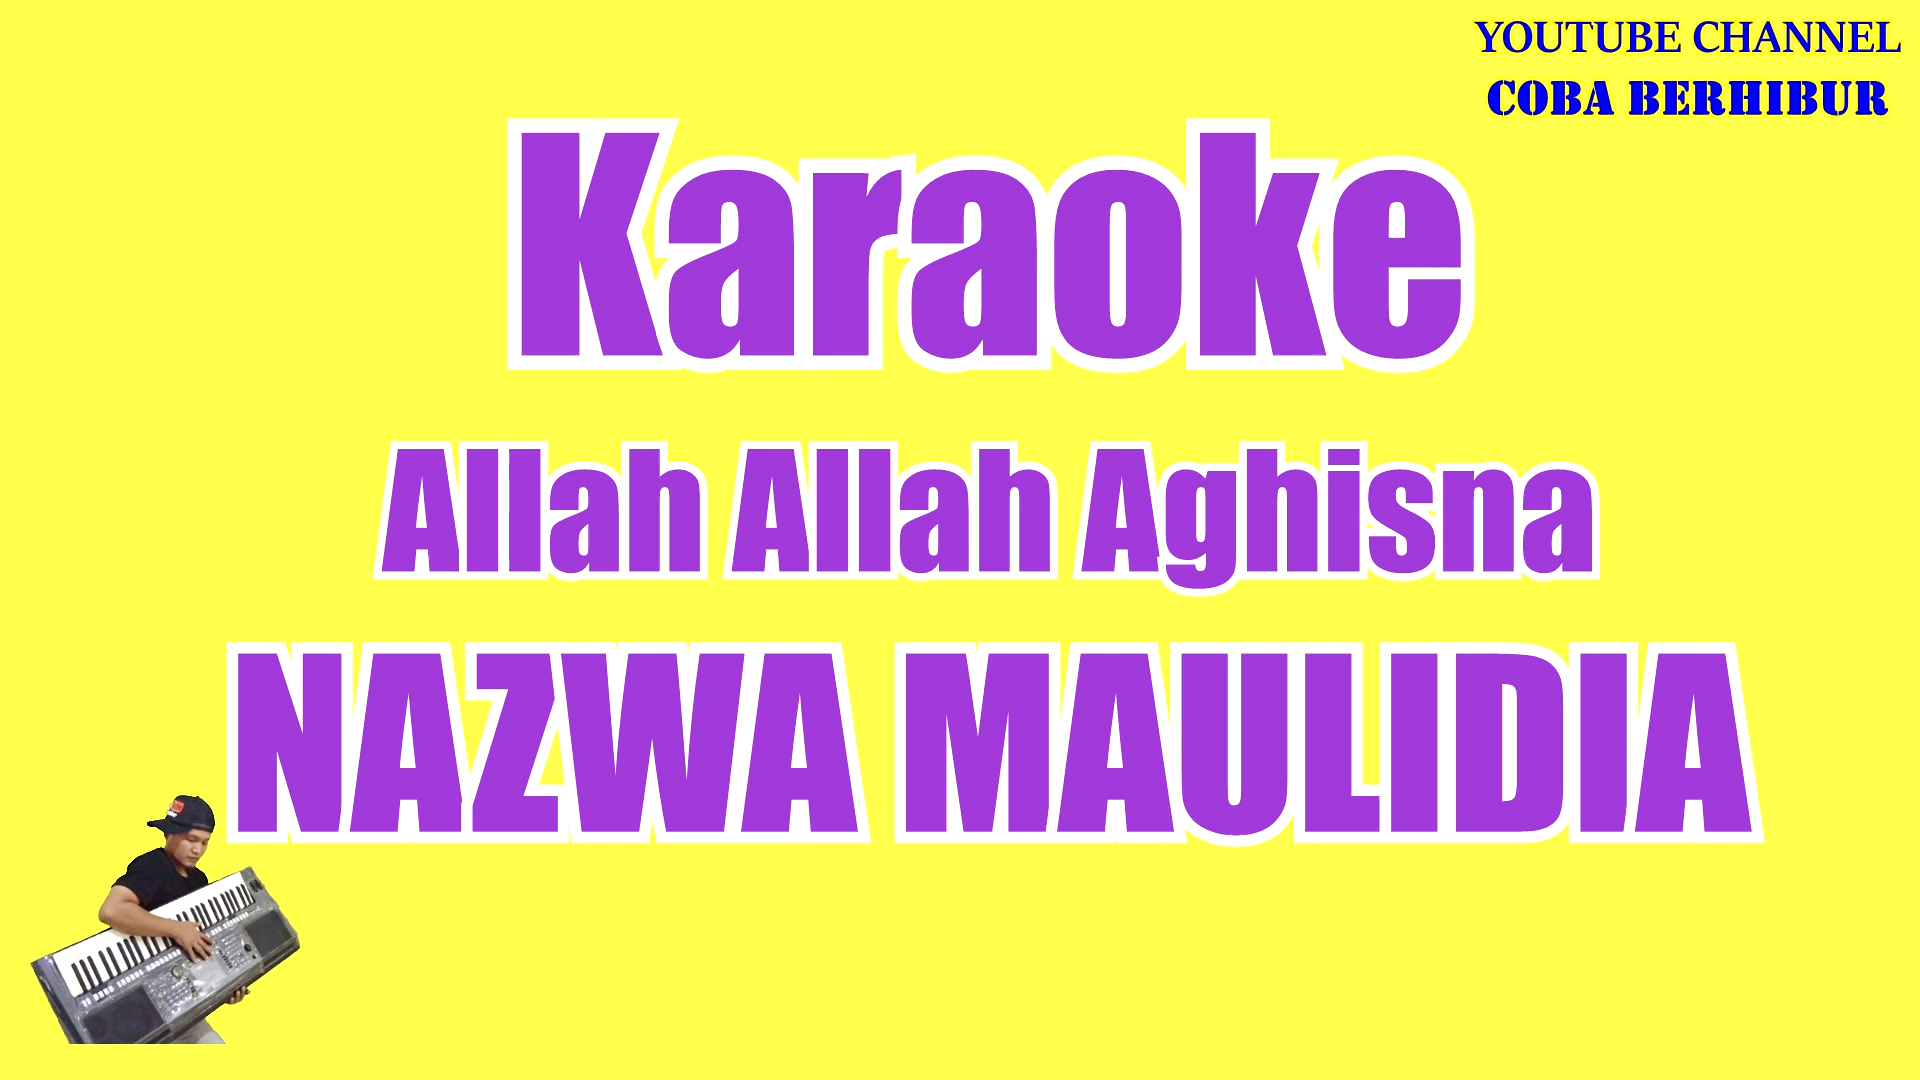 YOUTUBE CHANNEL
COBA BERHIBUR
Karaoke
Allah Allah Aghisna
NAZWA MAULIDIA